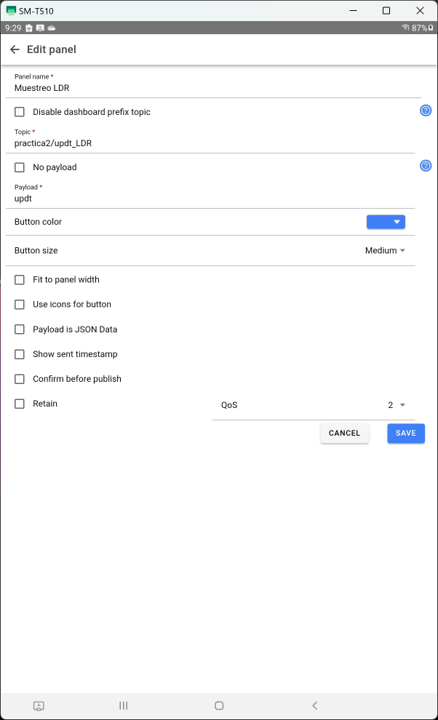 SM-T510
9:29 87%
Edit panel
Panel name *
Muestreo LDR
Disable dashboard prefix topic
Topic *
practica2/updt_LDR
No payload
Payload *
updt
Button color
Button size Medium
Fit to panel width
Use icons for button
Payload is JSON Data
Show sent timestamp
Confirm before publish
Retain QoS 2
CANCEL SAVE